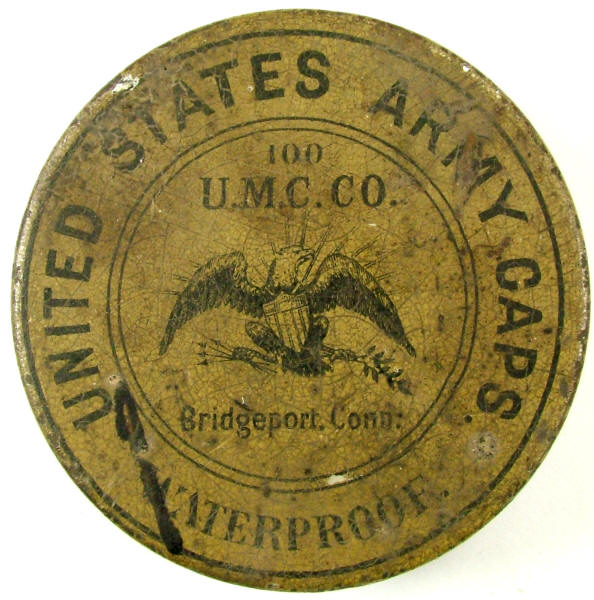 UNITED STATES ARMY CAPS.
100
U.M.C. CO.
Bridgeport, Conn:
WATERPROOF.